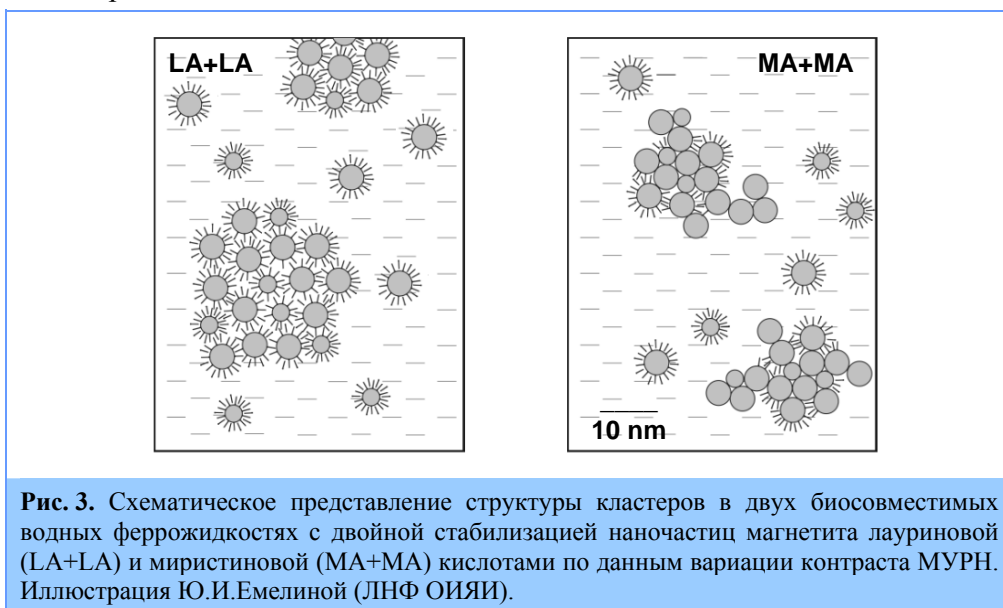 LA+LA
MA+MA
10 nm
Рис. 3. Схематическое представление структуры кластеров в двух биосовместимых
водных феррожидкостях с двойной стабилизацией наночастиц магнетита лауриновой
(LA+LA) и миристиновой (MA+MA) кислотами по данным вариации контраста МУРН.
Иллюстрация Ю.И.Емелиной (ЛНФ ОИЯИ).